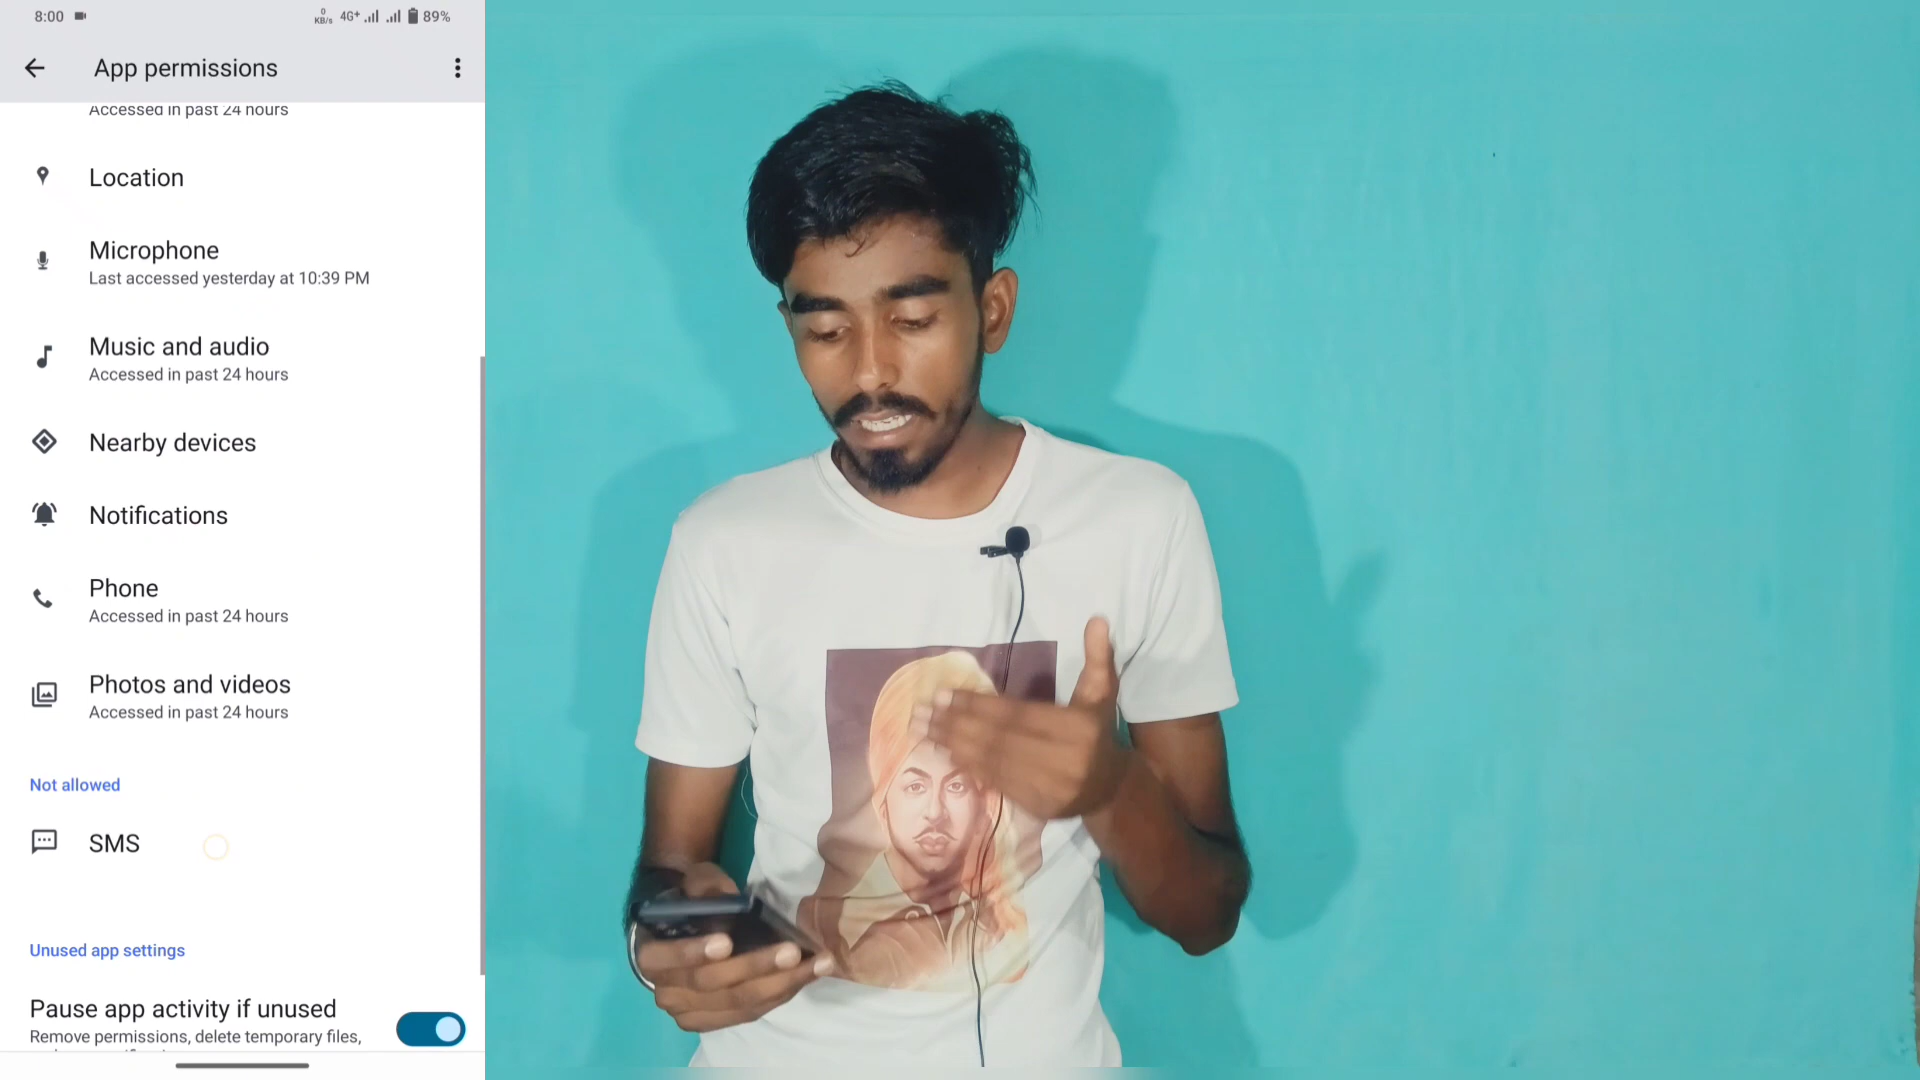 8:00
0 KB/s 4G+ 89%
App permissions
Accessed in past 24 hours
Location
Microphone
Last accessed yesterday at 10:39 PM
Music and audio
Accessed in past 24 hours
Nearby devices
Notifications
Phone
Accessed in past 24 hours
Photos and videos
Accessed in past 24 hours
Not allowed
SMS
Unused app settings
Pause app activity if unused
Remove permissions, delete temporary files,